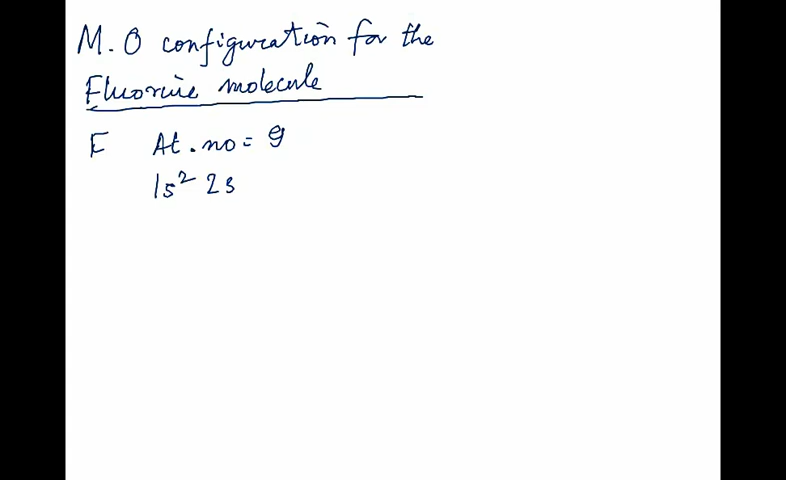 M.O configuration for the
Fluorine molecule
F At. no = 9
1s² 2s